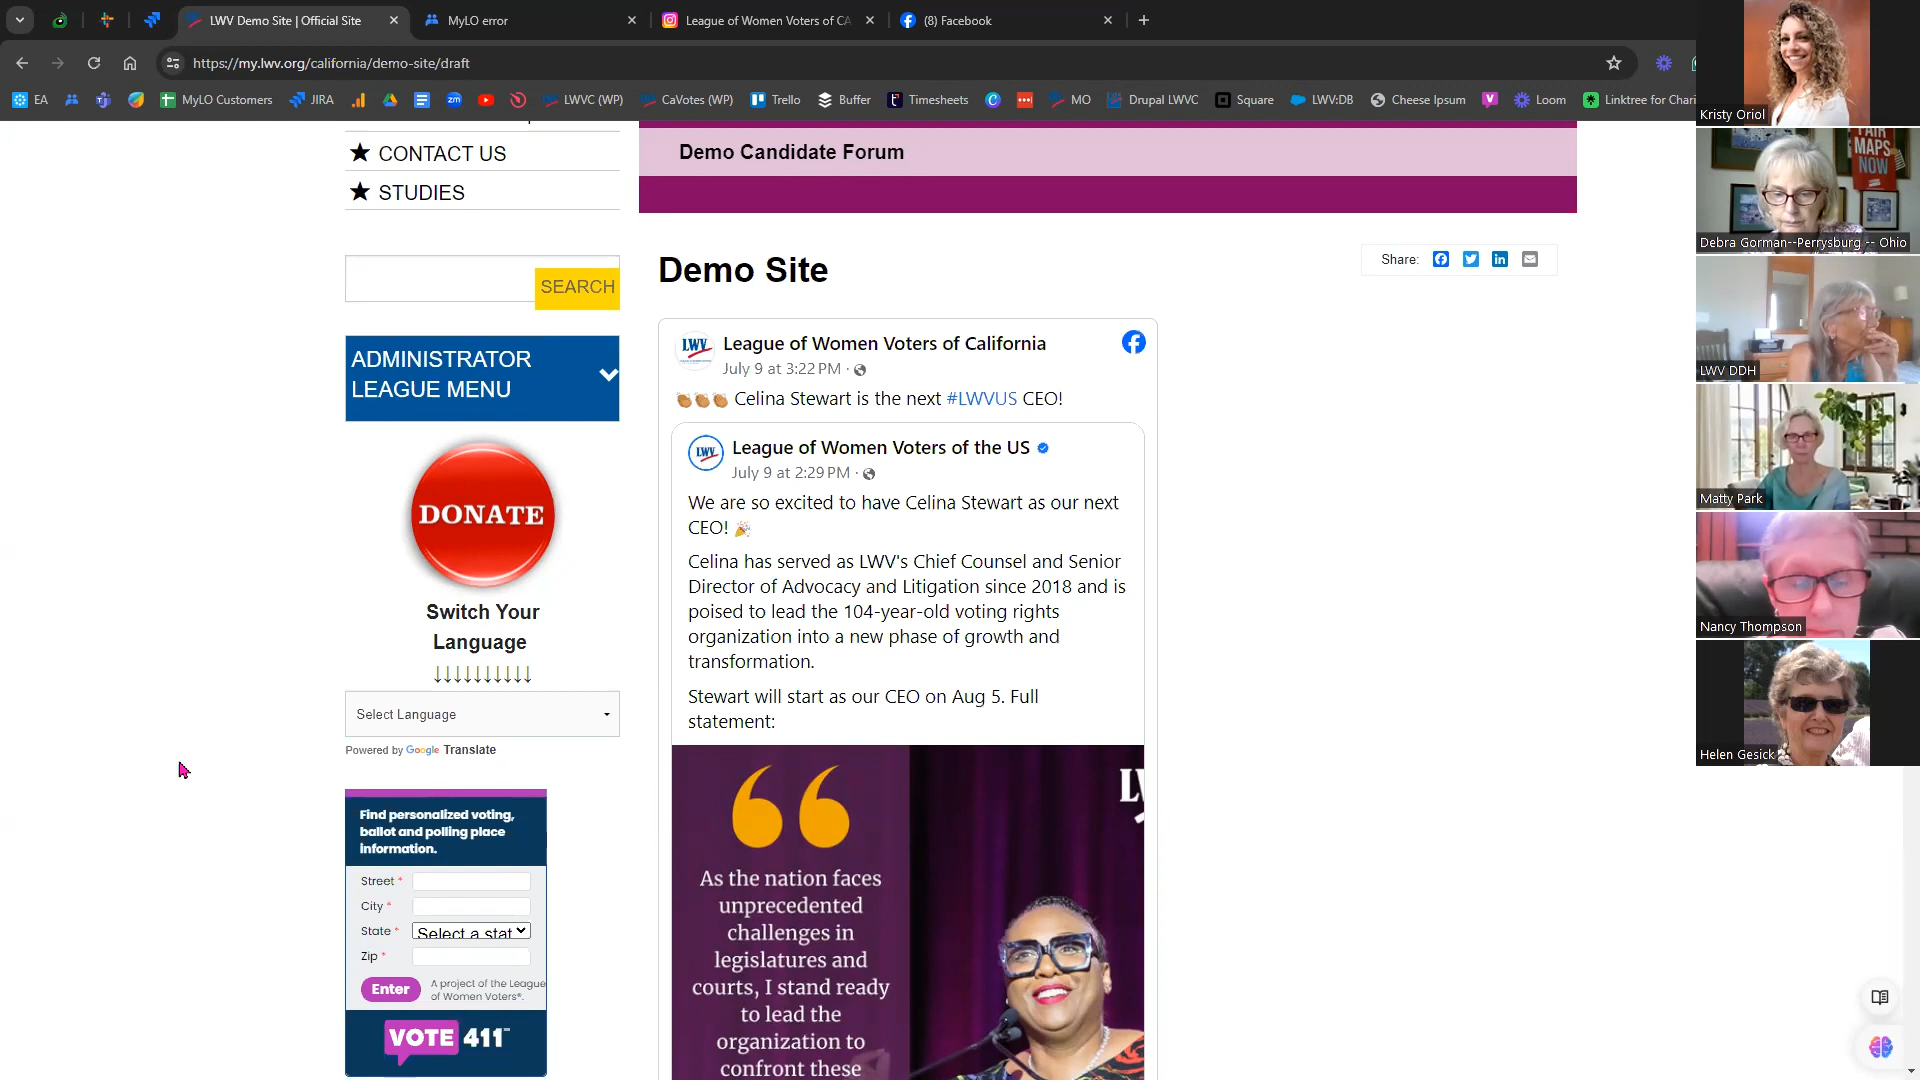 LWV Demo Site | Official Site
MyLO error
League of Women Voters of CA
(8) Facebook
https://my.lwv.org/california/demo-site/draft
EA
MyLO Customers
JIRA
LWVC (WP)
CaVotes (WP)
Trello
Buffer
Timesheets
MO
Drupal LWVC
Square
LWV:DB
Cheese Ipsum
Loom
Linktree for Chari
CONTACT US
STUDIES
SEARCH
ADMINISTRATOR
LEAGUE MENU
DONATE
Switch Your
Language
↓↓↓↓↓↓↓↓↓↓
Select Language
Powered by Google Translate
Find personalized voting,
ballot and polling place
information.
Street *
City *
State * Select a stat
Zip *
Enter
A project of the League
of Women Voters®.
VOTE 411™
Demo Candidate Forum
Demo Site
Share:
LWV
League of Women Voters of California
July 9 at 3:22 PM ·
👏🏽👏🏽👏🏽 Celina Stewart is the next #LWVUS CEO!
LWV
League of Women Voters of the US
July 9 at 2:29 PM ·
We are so excited to have Celina Stewart as our next
CEO! 🎉
Celina has served as LWV's Chief Counsel and Senior
Director of Advocacy and Litigation since 2018 and is
poised to lead the 104-year-old voting rights
organization into a new phase of growth and
transformation.
Stewart will start as our CEO on Aug 5. Full
statement:
As the nation faces
unprecedented
challenges in
legislatures and
courts, I stand ready
to lead the
organization to
confront these
Kristy Oriol
FAIR
MAPS
NOW
Debra Gorman--Perrysburg -- Ohio
LWV DDH
Matty Park
Nancy Thompson
Helen Gesick